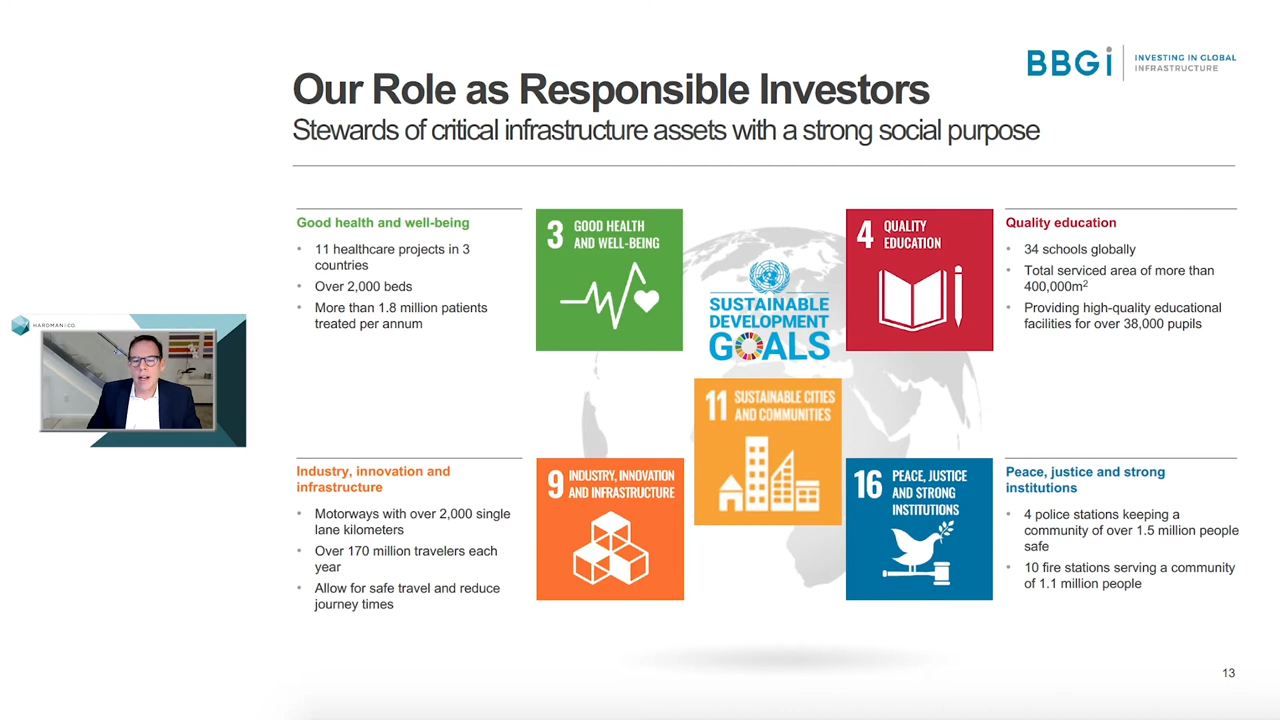 BBGi
INVESTING IN GLOBAL
INFRASTRUCTURE
Our Role as Responsible Investors
Stewards of critical infrastructure assets with a strong social purpose
Good health and well-being
• 11 healthcare projects in 3
countries
• Over 2,000 beds
• More than 1.8 million patients
treated per annum
3 GOOD HEALTH
AND WELL-BEING
SUSTAINABLE
DEVELOPMENT
GOALS
4 QUALITY
EDUCATION
Quality education
• 34 schools globally
• Total serviced area of more than
400,000m²
• Providing high-quality educational
facilities for over 38,000 pupils
HARDMAN&CO.
11 SUSTAINABLE CITIES
AND COMMUNITIES
Industry, innovation and
infrastructure
• Motorways with over 2,000 single
lane kilometers
• Over 170 million travelers each
year
• Allow for safe travel and reduce
journey times
9 INDUSTRY, INNOVATION
AND INFRASTRUCTURE
16 PEACE, JUSTICE
AND STRONG
INSTITUTIONS
Peace, justice and strong
institutions
• 4 police stations keeping a
community of over 1.5 million people
safe
• 10 fire stations serving a community
of 1.1 million people
13